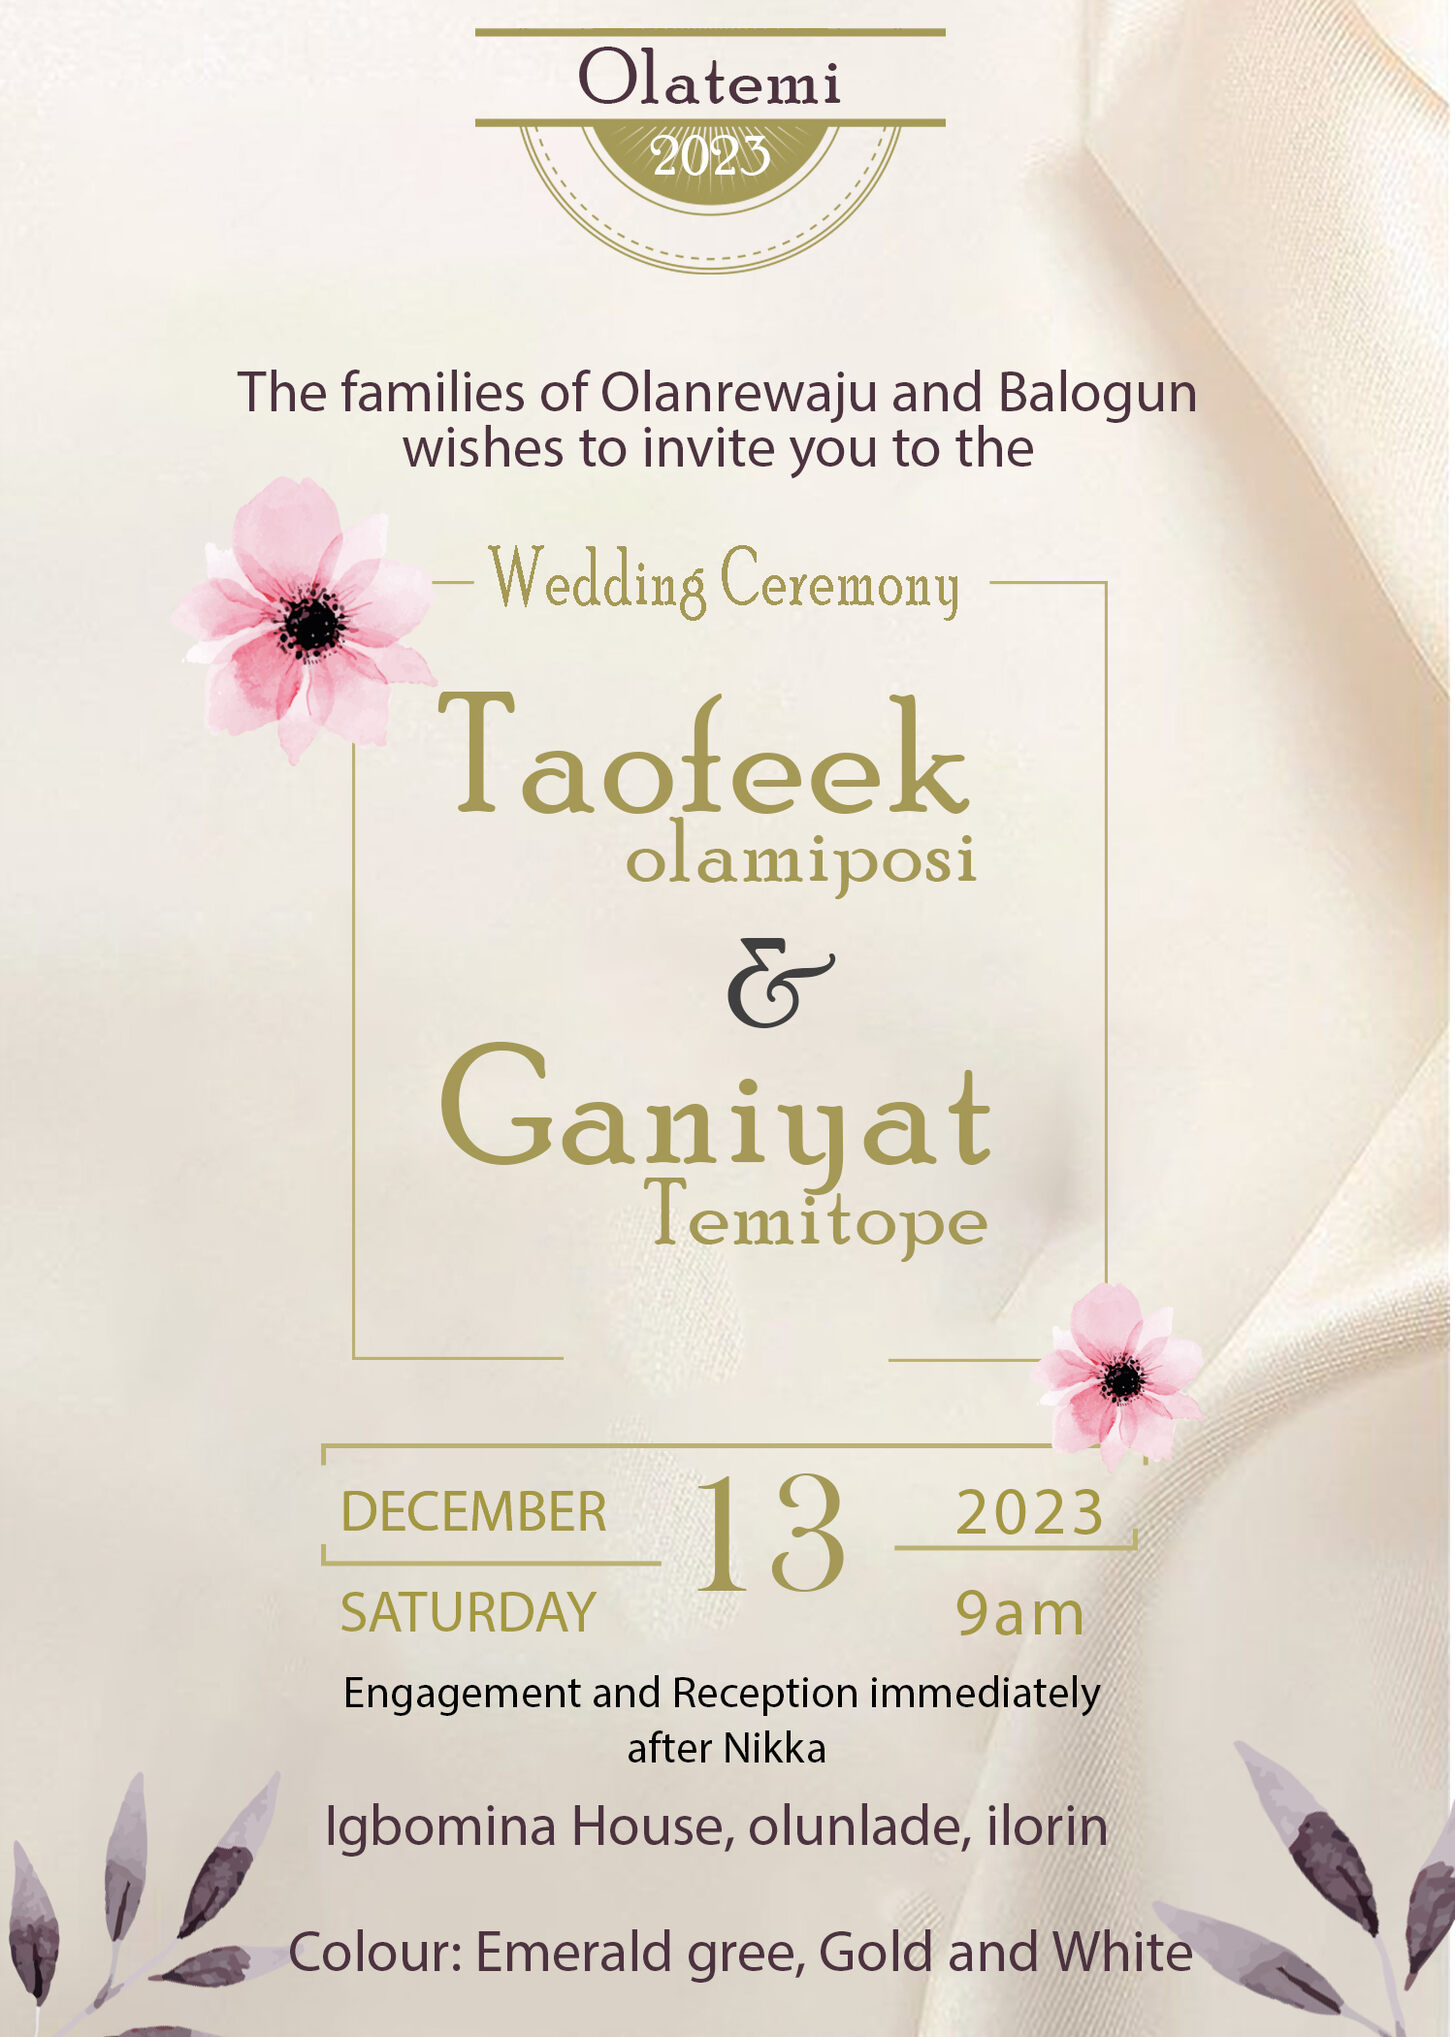 Olatemi
2023
The families of Olanrewaju and Balogun
wishes to invite you to the
Wedding Ceremony
Taofeek
olamiposi
&
Ganiyat
Temitope
DECEMBER 13 2023
SATURDAY 9am
Engagement and Reception immediately
after Nikka
Igbomina House, olunlade, ilorin
Colour: Emerald gree, Gold and White